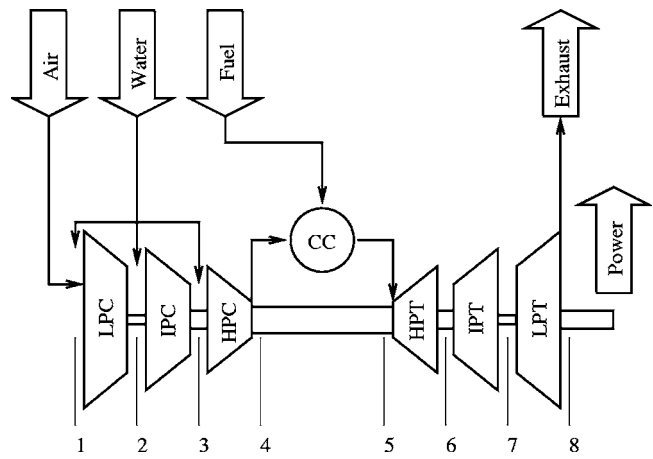 Air
Water
Fuel
Exhaust
Power
CC
LPC
IPC
HPC
HPT
IPT
LPT
1 2 3 4 5 6 7 8